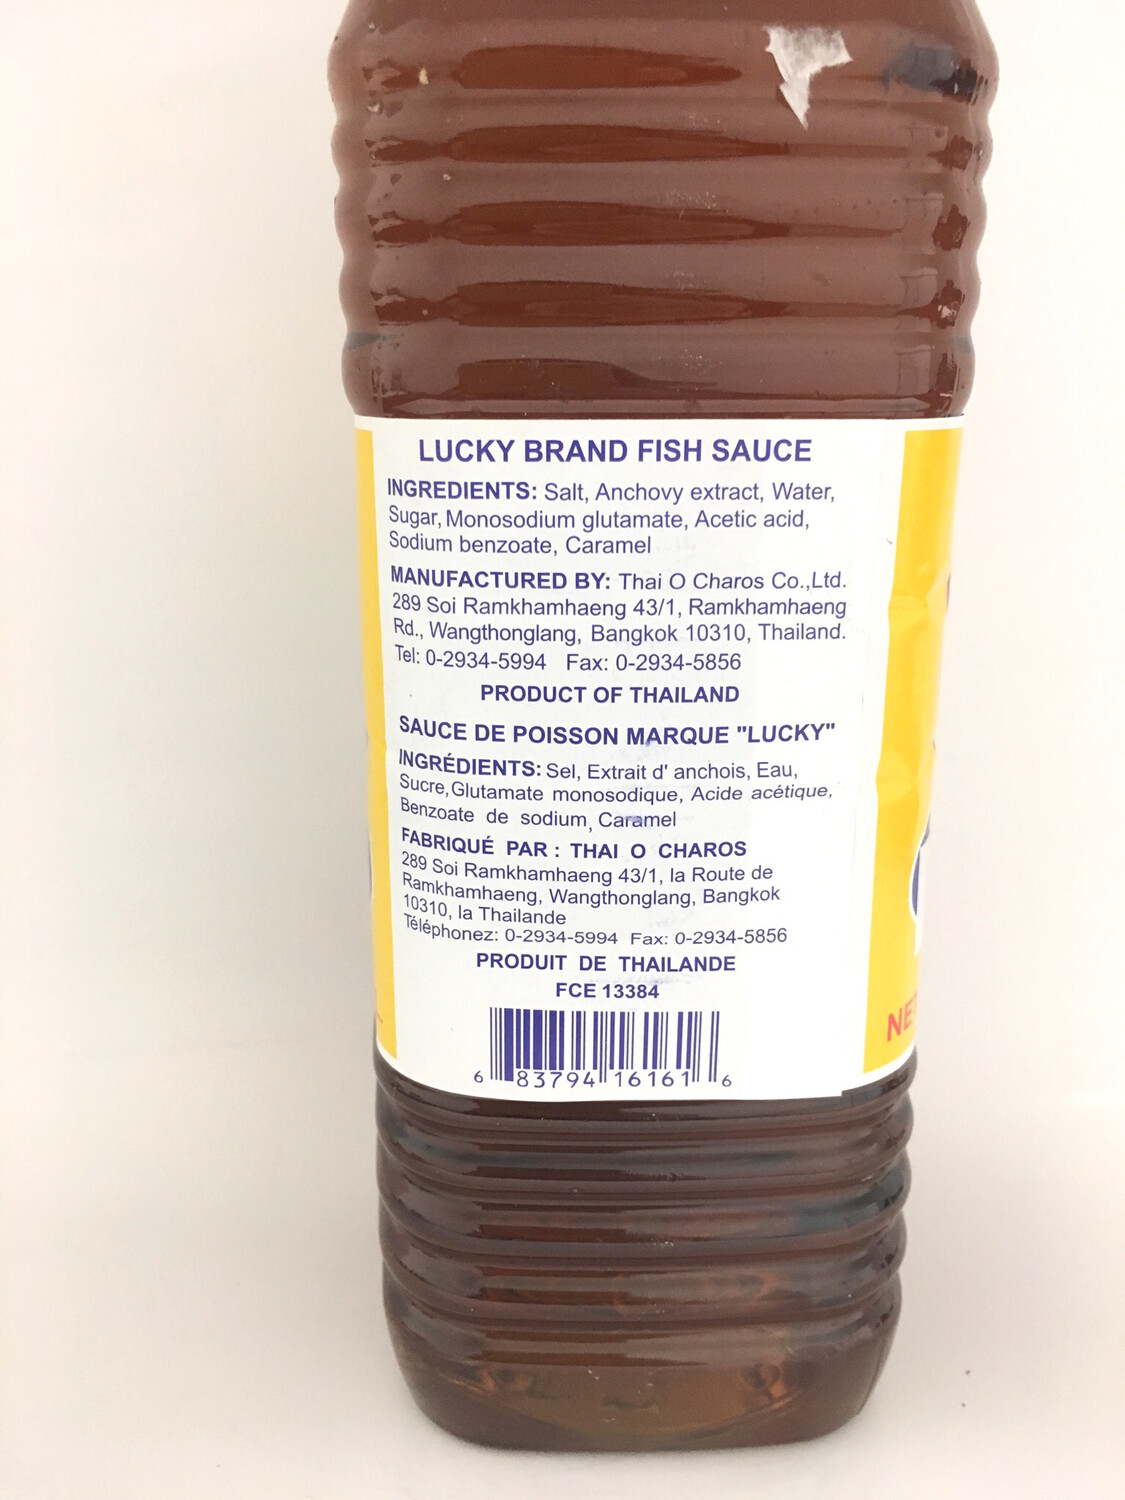 LUCKY BRAND FISH SAUCE
INGREDIENTS: Salt, Anchovy extract, Water,
Sugar, Monosodium glutamate, Acetic acid,
Sodium benzoate, Caramel
MANUFACTURED BY: Thai O Charos Co.,Ltd.
289 Soi Ramkhamhaeng 43/1, Ramkhamhaeng
Rd., Wangthonglang, Bangkok 10310, Thailand.
Tel: 0-2934-5994 Fax: 0-2934-5856
PRODUCT OF THAILAND
SAUCE DE POISSON MARQUE "LUCKY"
INGRÉDIENTS: Sel, Extrait d' anchois, Eau,
Sucre, Glutamate monosodique, Acide acétique,
Benzoate de sodium, Caramel
FABRIQUÉ PAR : THAI O CHAROS
289 Soi Ramkhamhaeng 43/1, la Route de
Ramkhamhaeng, Wangthonglang, Bangkok
10310, la Thailande
Téléphonez: 0-2934-5994 Fax: 0-2934-5856
PRODUIT DE THAILANDE
FCE 13384
6 83794 16161 6